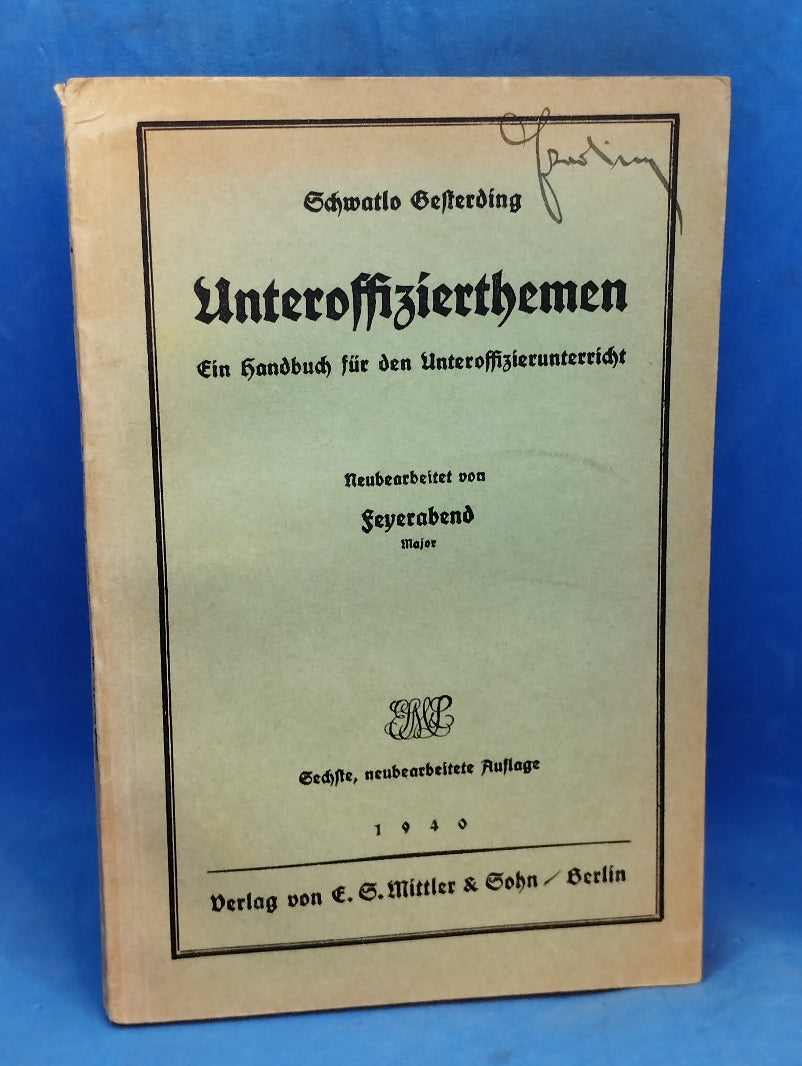 Schwatlo Gesterding
Unteroffizierthemen
Ein Handbuch für den Unteroffizierunterricht
Neubearbeitet von
Feyerabend
Major
EMS
Sechste, neubearbeitete Auflage
1940
Verlag von E. S. Mittler & Sohn / Berlin